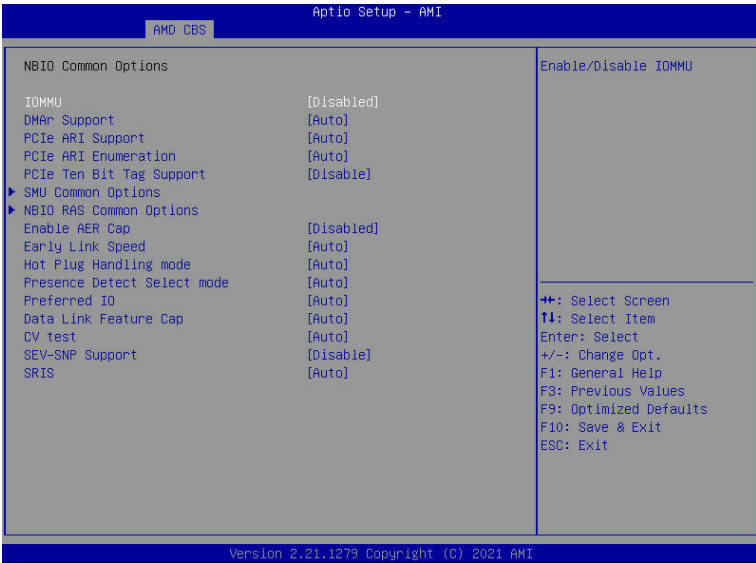 Aptio Setup – AMI
AMD CBS
NBIO Common Options
IOMMU [Disabled]
DMAr Support [Auto]
PCIe ARI Support [Auto]
PCIe ARI Enumeration [Auto]
PCIe Ten Bit Tag Support [Disable]
SMU Common Options
NBIO RAS Common Options
Enable AER Cap [Disabled]
Early Link Speed [Auto]
Hot Plug Handling mode [Auto]
Presence Detect Select mode [Auto]
Preferred IO [Auto]
Data Link Feature Cap [Auto]
CV test [Auto]
SEV-SNP Support [Disable]
SRIS [Auto]
Enable/Disable IOMMU
→←: Select Screen
↑↓: Select Item
Enter: Select
+/-: Change Opt.
F1: General Help
F3: Previous Values
F9: Optimized Defaults
F10: Save & Exit
ESC: Exit
Version 2.21.1279 Copyright (C) 2021 AMI